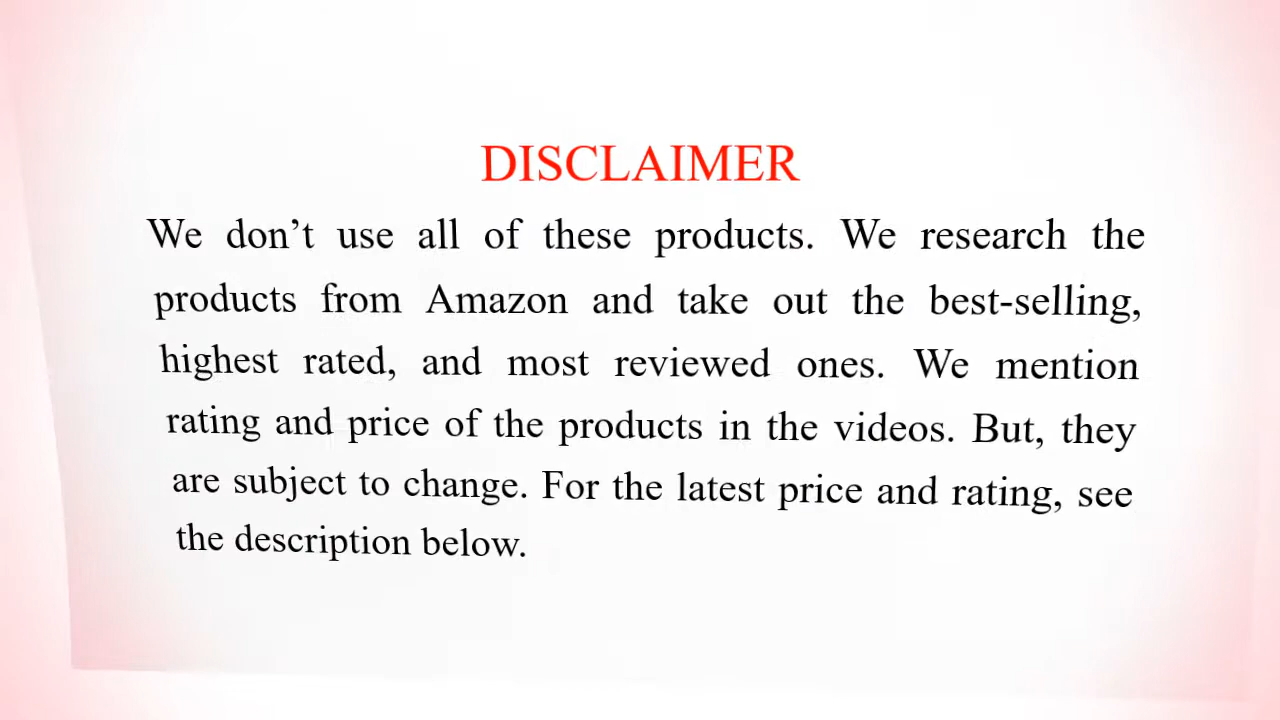 DISCLAIMER
We don’t use all of these products. We research the
products from Amazon and take out the best-selling,
highest rated, and most reviewed ones. We mention
rating and price of the products in the videos. But, they
are subject to change. For the latest price and rating, see
the description below.